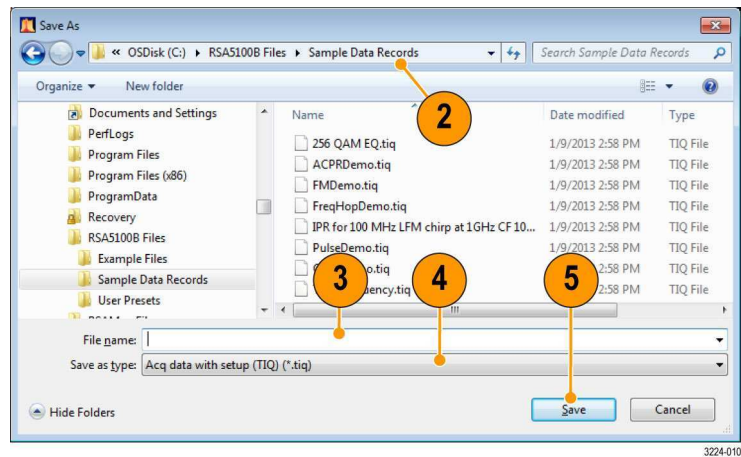 Save As
« OSDisk (C:) ▸ RSA5100B Files ▸ Sample Data Records
Search Sample Data Records
Organize ▾ New folder
2
Documents and Settings
PerfLogs
Program Files
Program Files (x86)
ProgramData
Recovery
RSA5100B Files
Example Files
Sample Data Records
User Presets
Name Date modified Type
256 QAM EQ.tiq 1/9/2013 2:58 PM TIQ File
ACPRDemo.tiq 1/9/2013 2:58 PM TIQ File
FMDemo.tiq 1/9/2013 2:58 PM TIQ File
FreqHopDemo.tiq 1/9/2013 2:58 PM TIQ File
IPR for 100 MHz LFM chirp at 1GHz CF 10... 1/9/2013 2:58 PM TIQ File
PulseDemo.tiq 1/9/2013 2:58 PM TIQ File
2:58 PM TIQ File
2:58 PM TIQ File
3 4 5
File name:
Save as type: Acq data with setup (TIQ) (*.tiq)
Hide Folders
Save Cancel
3224-010